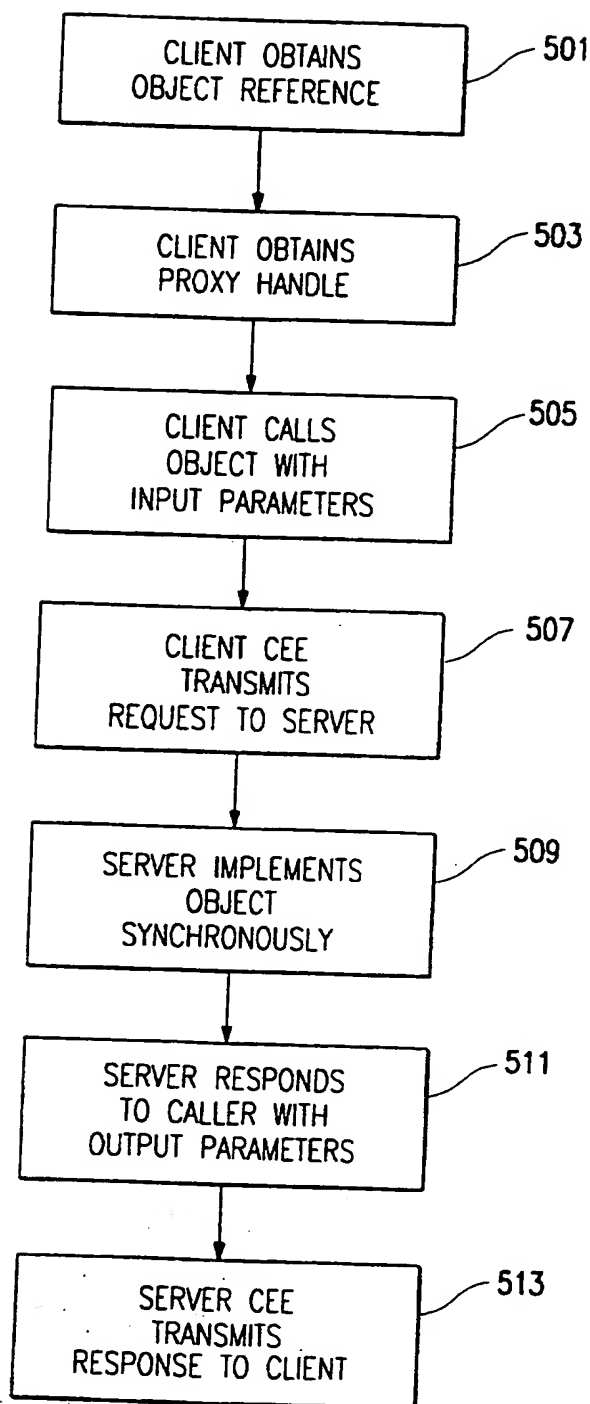 CLIENT OBTAINS
OBJECT REFERENCE
501
CLIENT OBTAINS
PROXY HANDLE
503
CLIENT CALLS
OBJECT WITH
INPUT PARAMETERS
505
CLIENT CEE
TRANSMITS
REQUEST TO SERVER
507
SERVER IMPLEMENTS
OBJECT
SYNCHRONOUSLY
509
SERVER RESPONDS
TO CALLER WITH
OUTPUT PARAMETERS
511
SERVER CEE
TRANSMITS
RESPONSE TO CLIENT
513